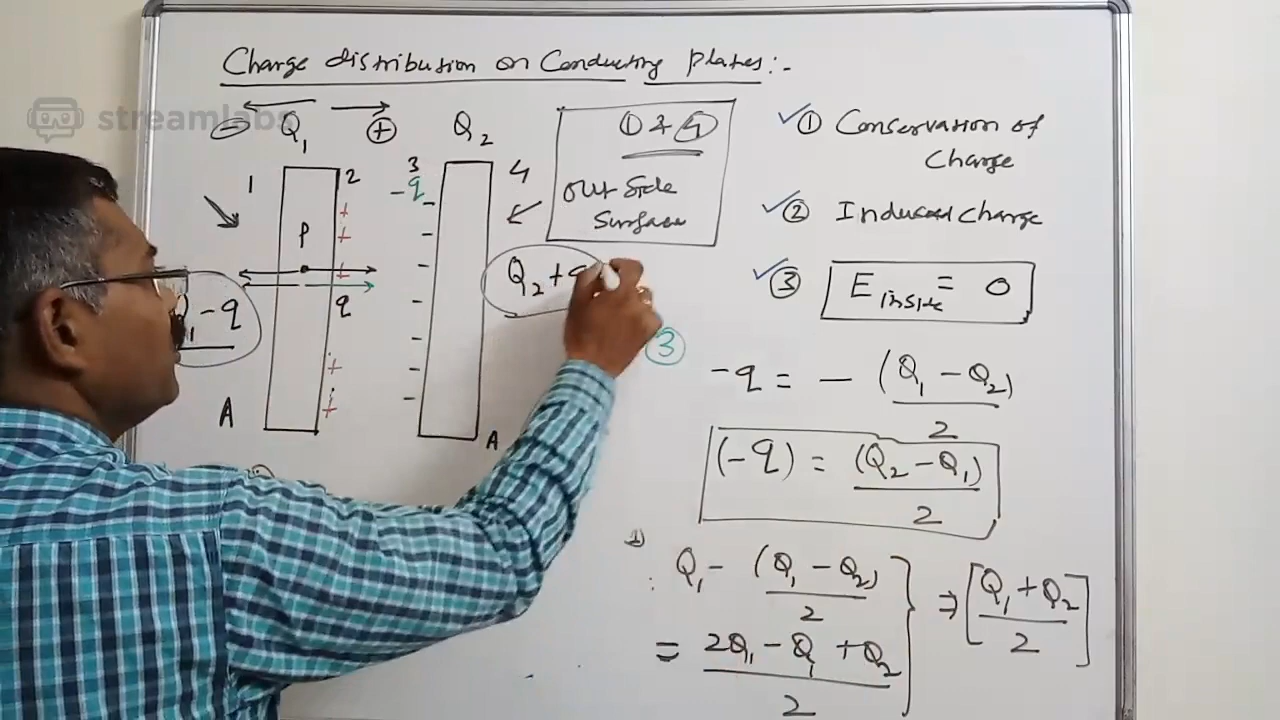 Charge distribution on Conducting plates:-
streamlabs
Q1
Q2
1
2
3
4
-q
P
q
1 - q
A
A
Q2 + q
① & ④
outside
surface
① Conservation of
Charge
② Induced charge
③ E inside = 0
③
-q = - (Q1 - Q2)
2
(-q) = (Q2 - Q1)
2
Q1 - (Q1 - Q2)
2
= 2Q1 - Q1 + Q2
2
⇒ [Q1 + Q2]
2